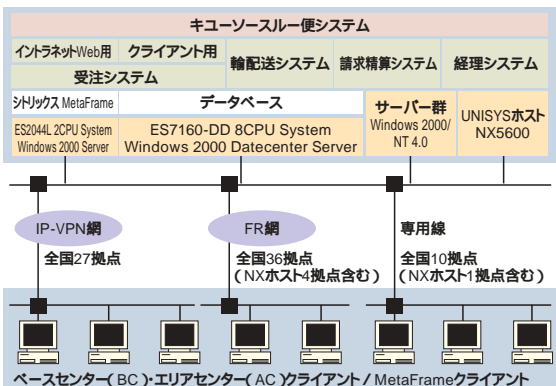 キユーソースルー便システム
イントラネットWeb用
クライアント用
受注システム
輸配送システム
請求精算システム
経理システム
シトリックス MetaFrame
データベース
ES2044L 2CPU System
Windows 2000 Server
ES7160-DD 8CPU System
Windows 2000 Datacenter Server
サーバー群
Windows 2000/
NT 4.0
UNISYSホスト
NX5600
IP-VPN網
FR網
専用線
全国27拠点
全国36拠点
（NXホスト4拠点含む）
全国10拠点
（NXホスト1拠点含む）
ベースセンター（BC）・エリアセンター（AC）クライアント / MetaFrameクライアント